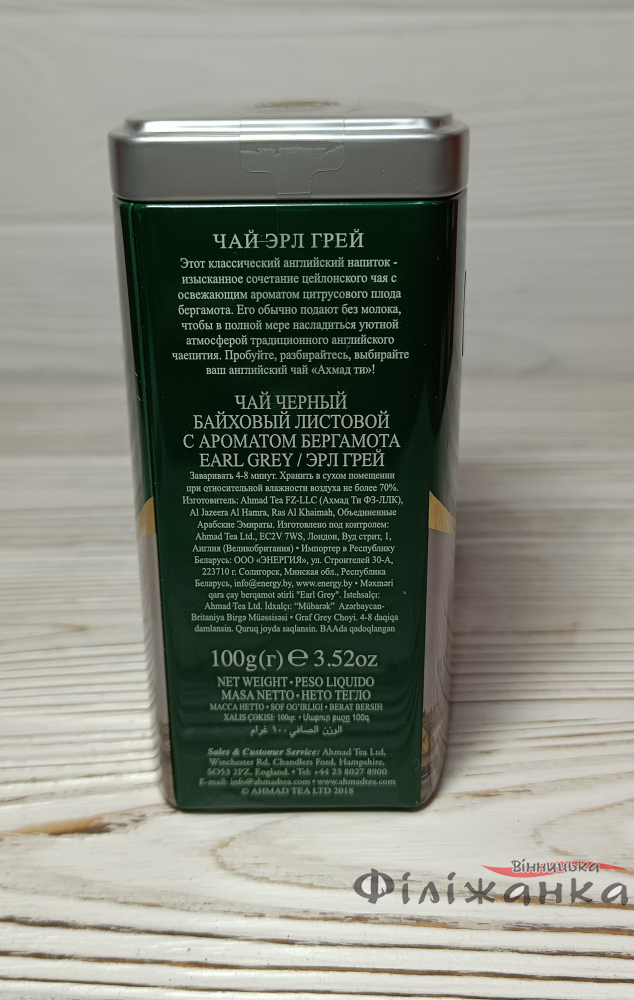 ЧАЙ ЭРЛ ГРЕЙ
Этот классический английский напиток -
изысканное сочетание цейлонского чая с
освежающим ароматом цитрусового плода
бергамота. Его обычно подают без молока,
чтобы в полной мере насладиться уютной
атмосферой традиционного английского
чаепития. Пробуйте, разбирайтесь, выбирайте
ваш английский чай «Ахмад ти»!
ЧАЙ ЧЕРНЫЙ
БАЙХОВЫЙ ЛИСТОВОЙ
С АРОМАТОМ БЕРГАМОТА
EARL GREY / ЭРЛ ГРЕЙ
Заваривать 4-8 минут. Хранить в сухом помещении
при относительной влажности воздуха не более 70%.
Изготовитель: Ahmad Tea FZ-LLC (Ахмад Ти ФЗ-ЛЛК),
Al Jazeera Al Hamra, Ras Al Khaimah, Объединенные
Арабские Эмираты. Изготовлено под контролем:
Ahmad Tea Ltd., EC2V 7WS, Лондон, Вуд стрит, 1,
Англия (Великобритания) • Импортер в Республику
Беларусь: ООО «ЭНЕРГИЯ», ул. Строителей 30-А,
223710 г. Солигорск, Минская обл., Республика
Беларусь, info@energy.by, www.energy.by • Məxməri
qara çay berqamot ətirli "Earl Grey". İstehsalçı:
Ahmad Tea Ltd. İdxalçı: “Mübarək” Azərbaycan-
Britaniya Birgə Müəssisəsi • Graf Grey Choyi. 4-8 daqiqa
damlansin. Quruq joyda saqlansin. BAAda qadoqlangan
100g(г) ℮ 3.52oz
NET WEIGHT • PESO LIQUIDO
MASA NETTO • НЕТО ТЕГЛО
МАССА НЕТТО • SOF OG'IRLIGI • BERAT BERSIH
XALIS ÇƏKISI: 100qr. • Մաքուր քաշը 100գ
الوزن الصافي ١٠٠ غرام
Sales & Customer Service: Ahmad Tea Ltd,
Winchester Rd, Chandlers Ford, Hampshire,
SO53 2PZ, England. • Tel: +44 23 8027 8900
E-mail: info@ahmadtea.com • www.ahmadtea.com
© AHMAD TEA LTD 2018
Вінницька
Філіжанка